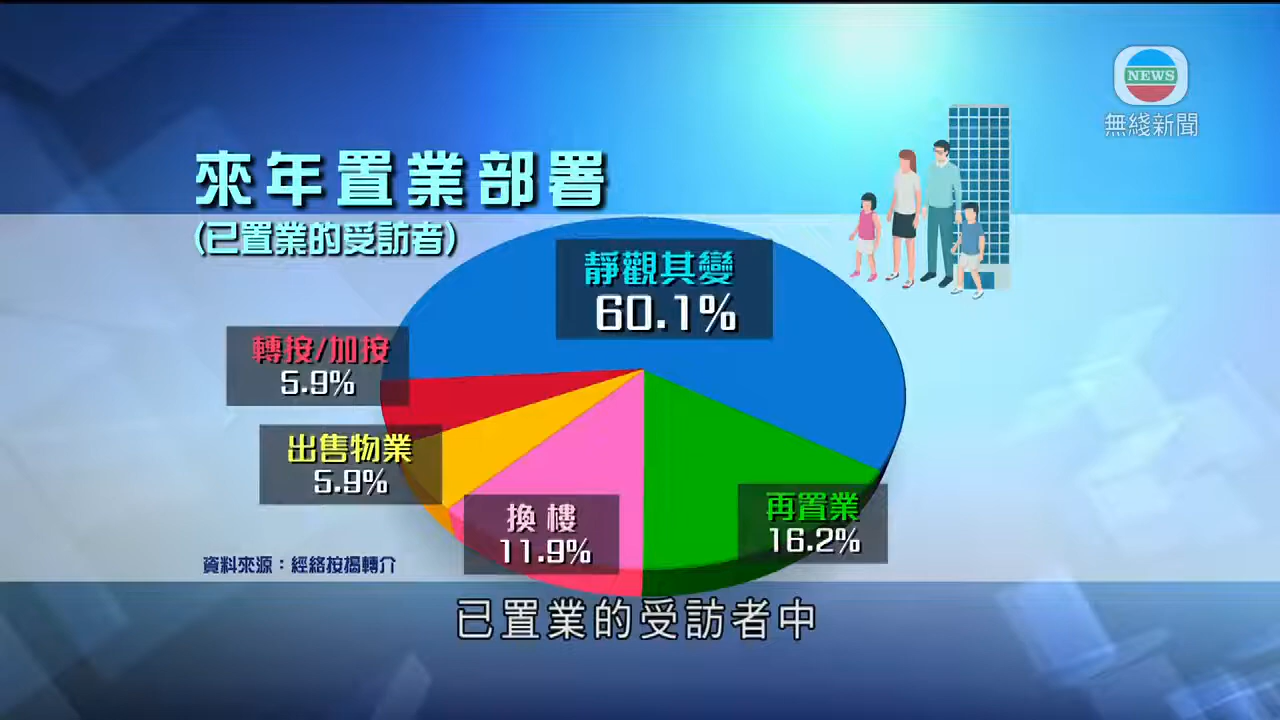 NEWS
無綫新聞
來年置業部署
(已置業的受訪者)
靜觀其變
60.1%
轉按/加按
5.9%
出售物業
5.9%
換樓
11.9%
再置業
16.2%
資料來源：經絡按揭轉介
已置業的受訪者中